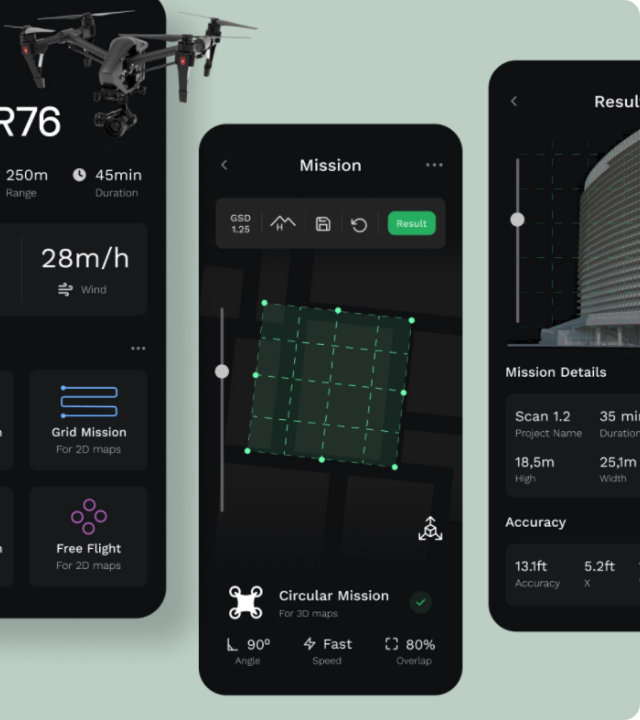 R76
250m
Range
45min
Duration
28m/h
Wind
Grid Mission
For 2D maps
Free Flight
For 2D maps
Mission
GSD
1.25
H
Result
Circular Mission
For 3D maps
90º
Angle
Fast
Speed
80%
Overlap
Resul
Mission Details
Scan 1.2
Project Name
35 mi
Duration
18,5m
High
25,1m
Width
Accuracy
13.1ft
Accuracy
5.2ft
X